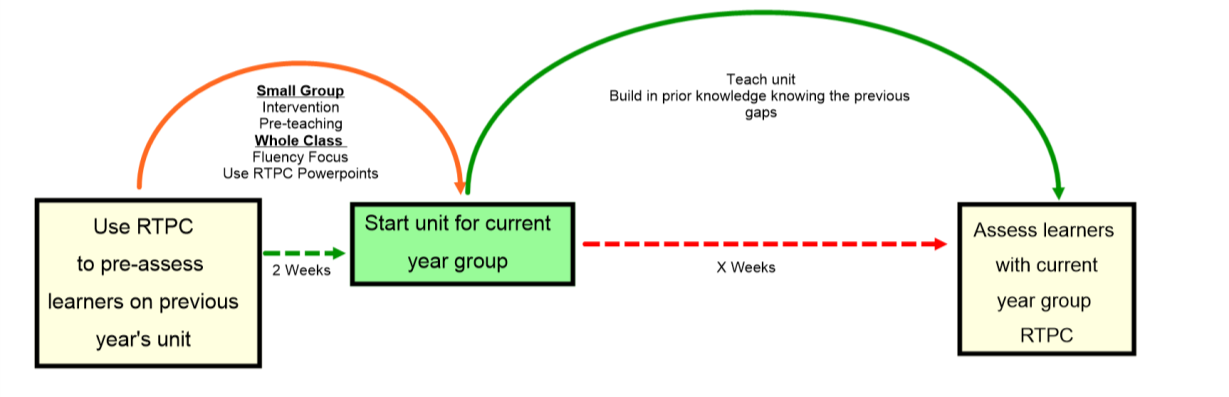 Small Group
Intervention
Pre-teaching
Whole Class
Fluency Focus
Use RTPC Powerpoints
Teach unit
Build in prior knowledge knowing the previous
gaps
Use RTPC
to pre-assess
learners on previous
year's unit
2 Weeks
Start unit for current
year group
X Weeks
Assess learners
with current
year group
RTPC